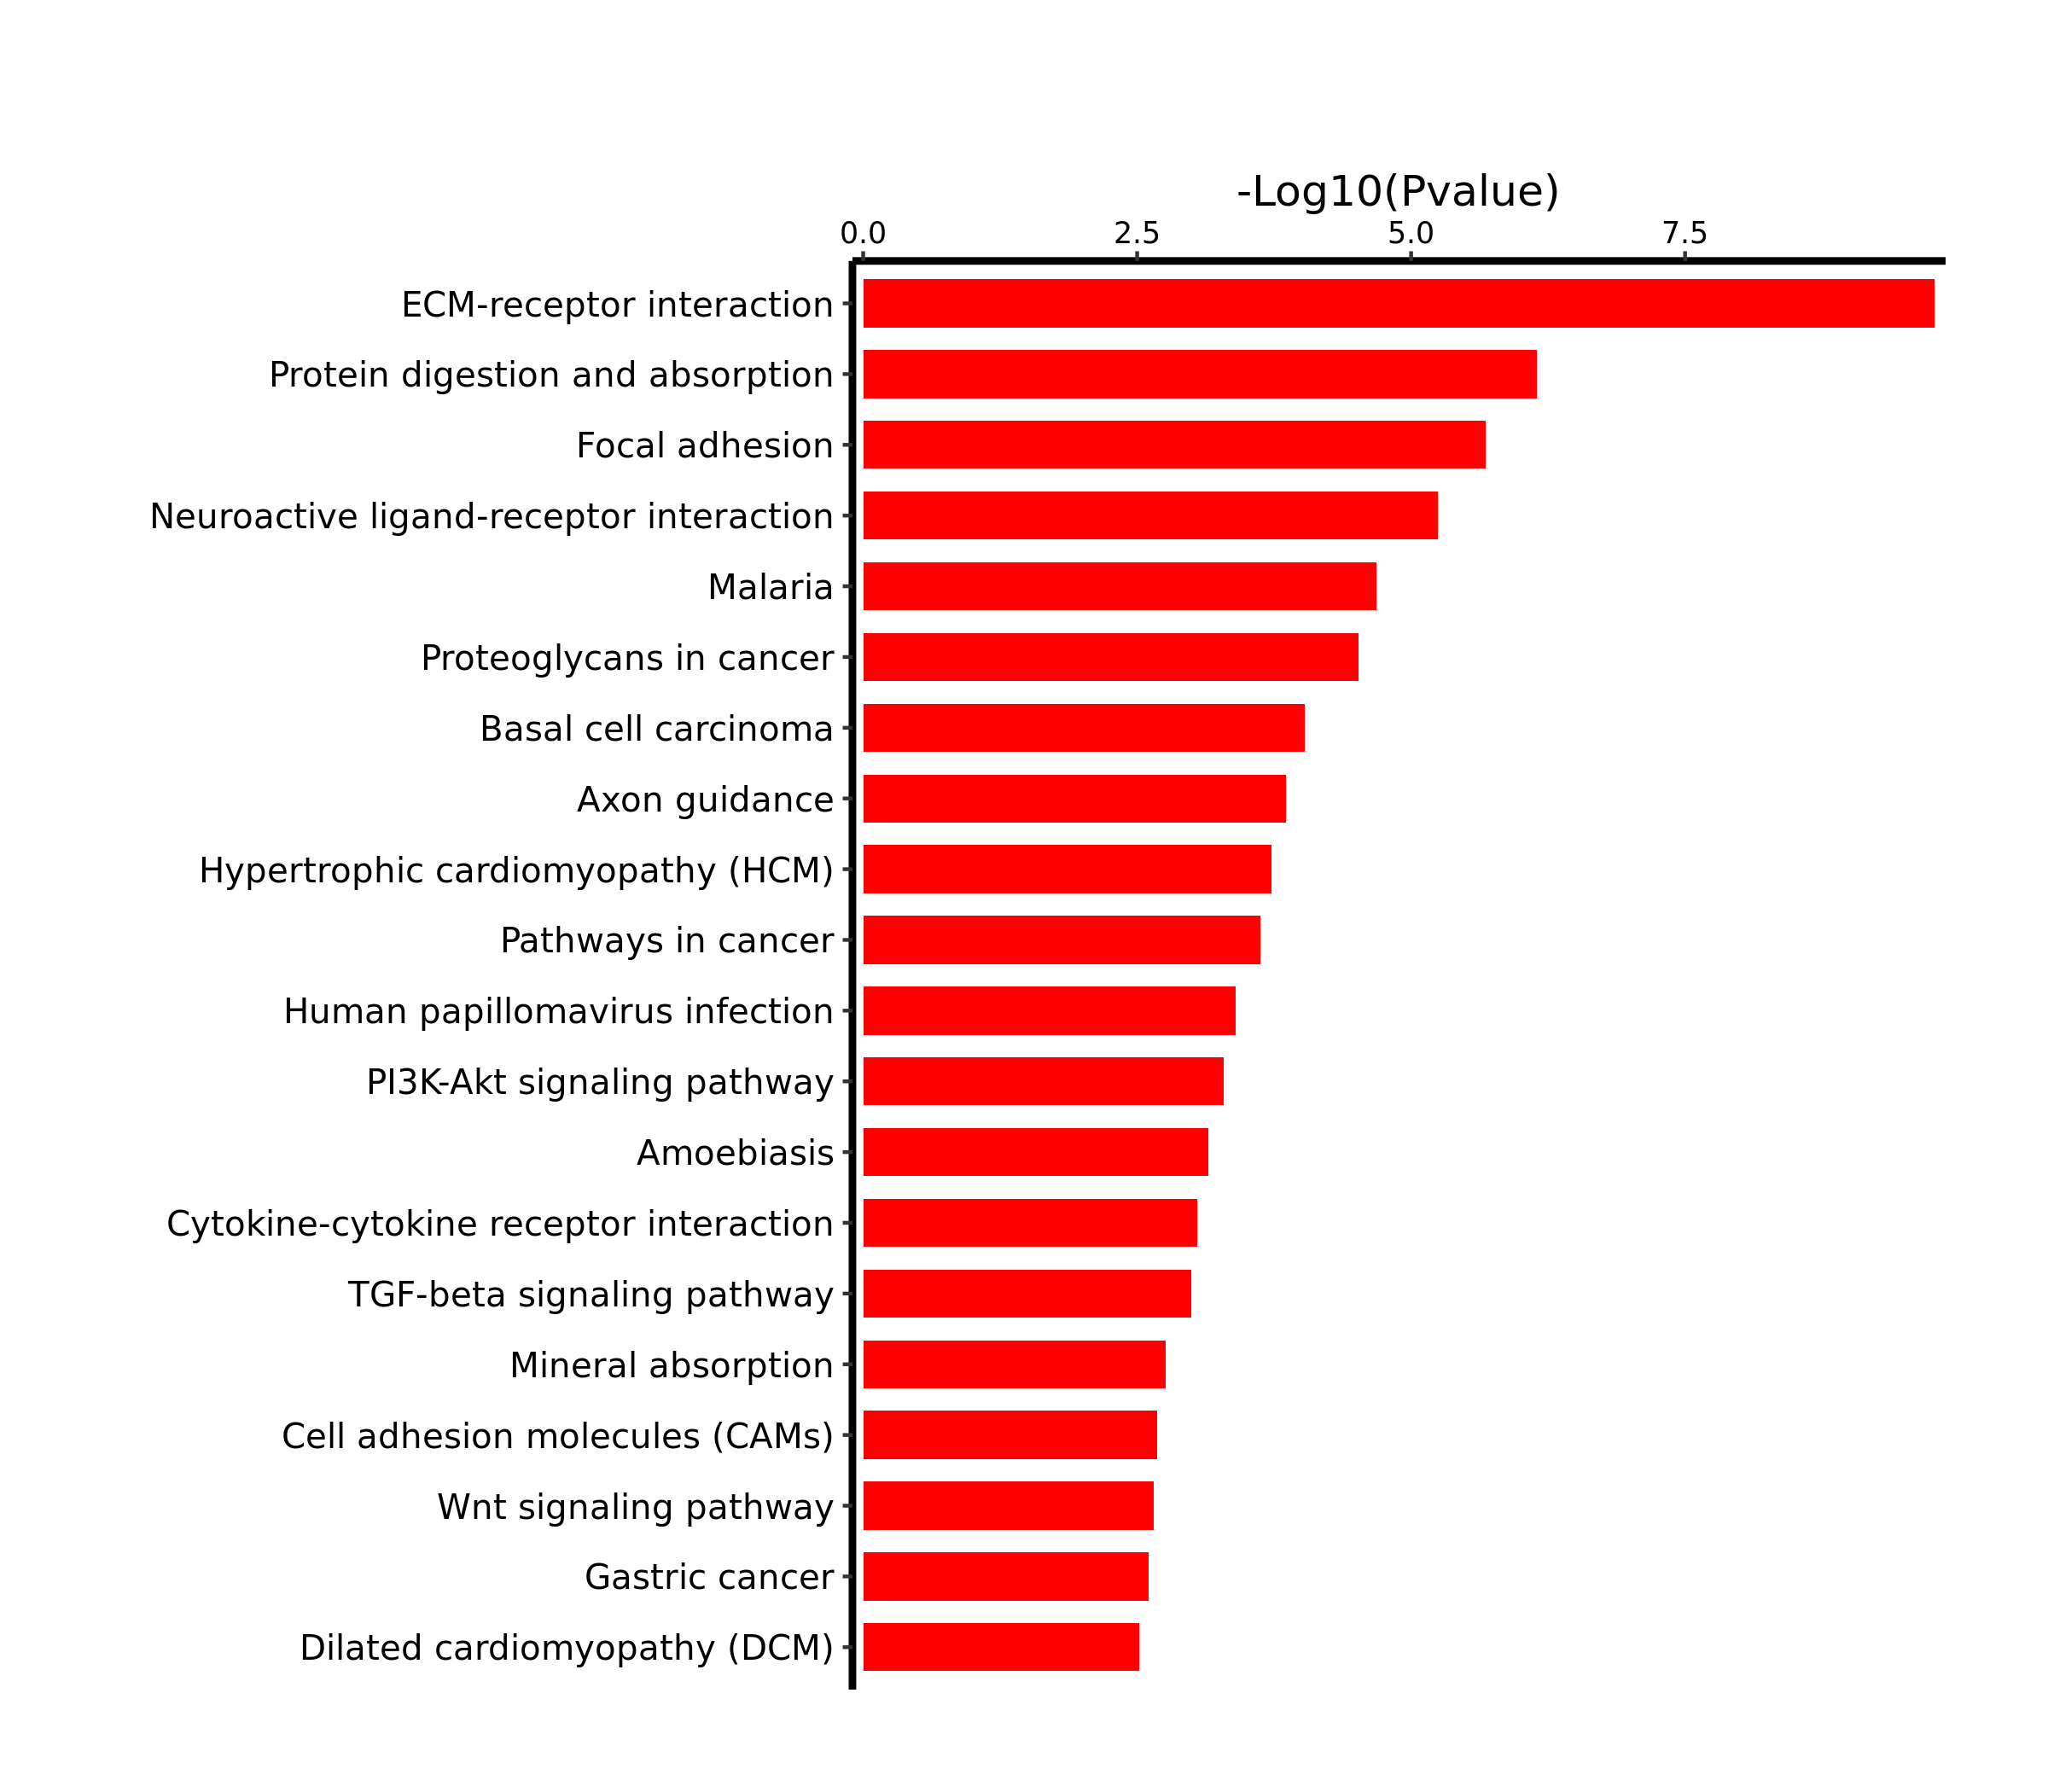 -Log10(Pvalue)
0.0 2.5 5.0 7.5
ECM-receptor interaction
Protein digestion and absorption
Focal adhesion
Neuroactive ligand-receptor interaction
Malaria
Proteoglycans in cancer
Basal cell carcinoma
Axon guidance
Hypertrophic cardiomyopathy (HCM)
Pathways in cancer
Human papillomavirus infection
PI3K-Akt signaling pathway
Amoebiasis
Cytokine-cytokine receptor interaction
TGF-beta signaling pathway
Mineral absorption
Cell adhesion molecules (CAMs)
Wnt signaling pathway
Gastric cancer
Dilated cardiomyopathy (DCM)